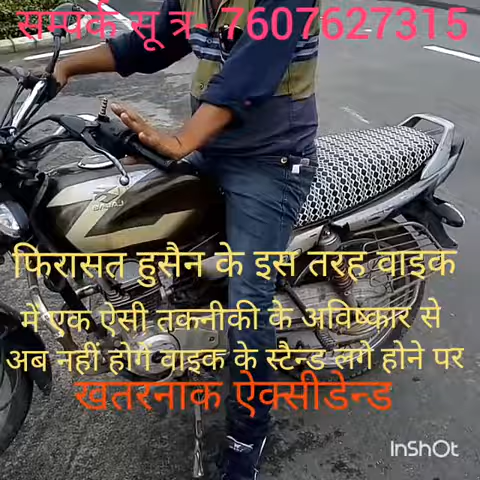 सम्पर्क सू त्र- 7607627315
BAJAJ
फिरासत हुसैन के इस तरह वाइक
मे एक ऐसी तकनीकी के अविष्कार से
अब नहीं होगे वाइक के स्टैन्ड लगे होने पर
खतरनाक ऐक्सीडेन्ड
InShOt